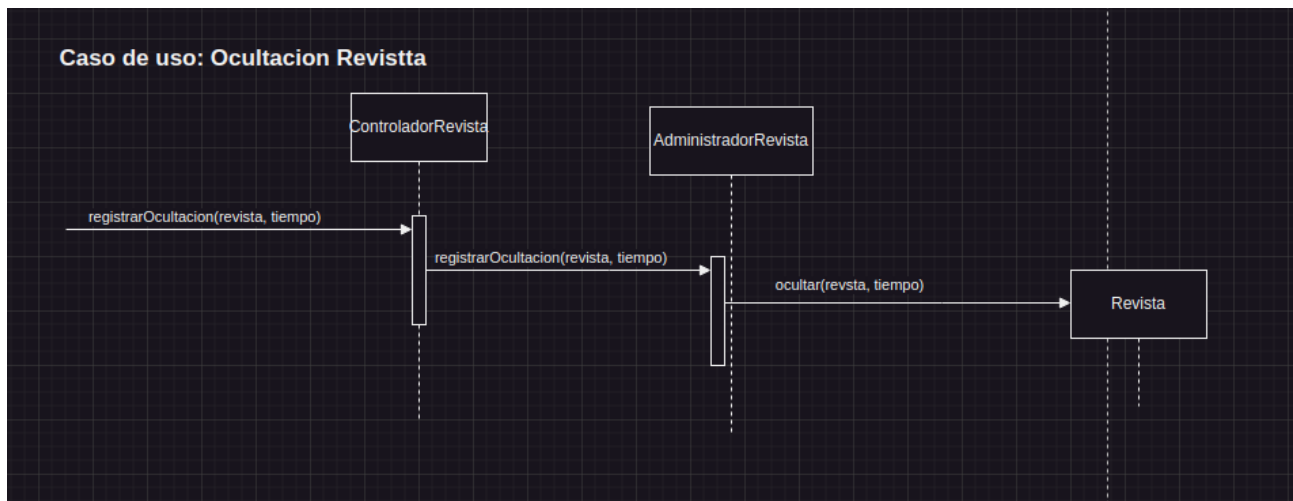 Caso de uso: Ocultacion Revistta
ControladorRevista
AdministradorRevista
registrarOcultacion(revista, tiempo)
registrarOcultacion(revista, tiempo)
ocultar(revsta, tiempo)
Revista